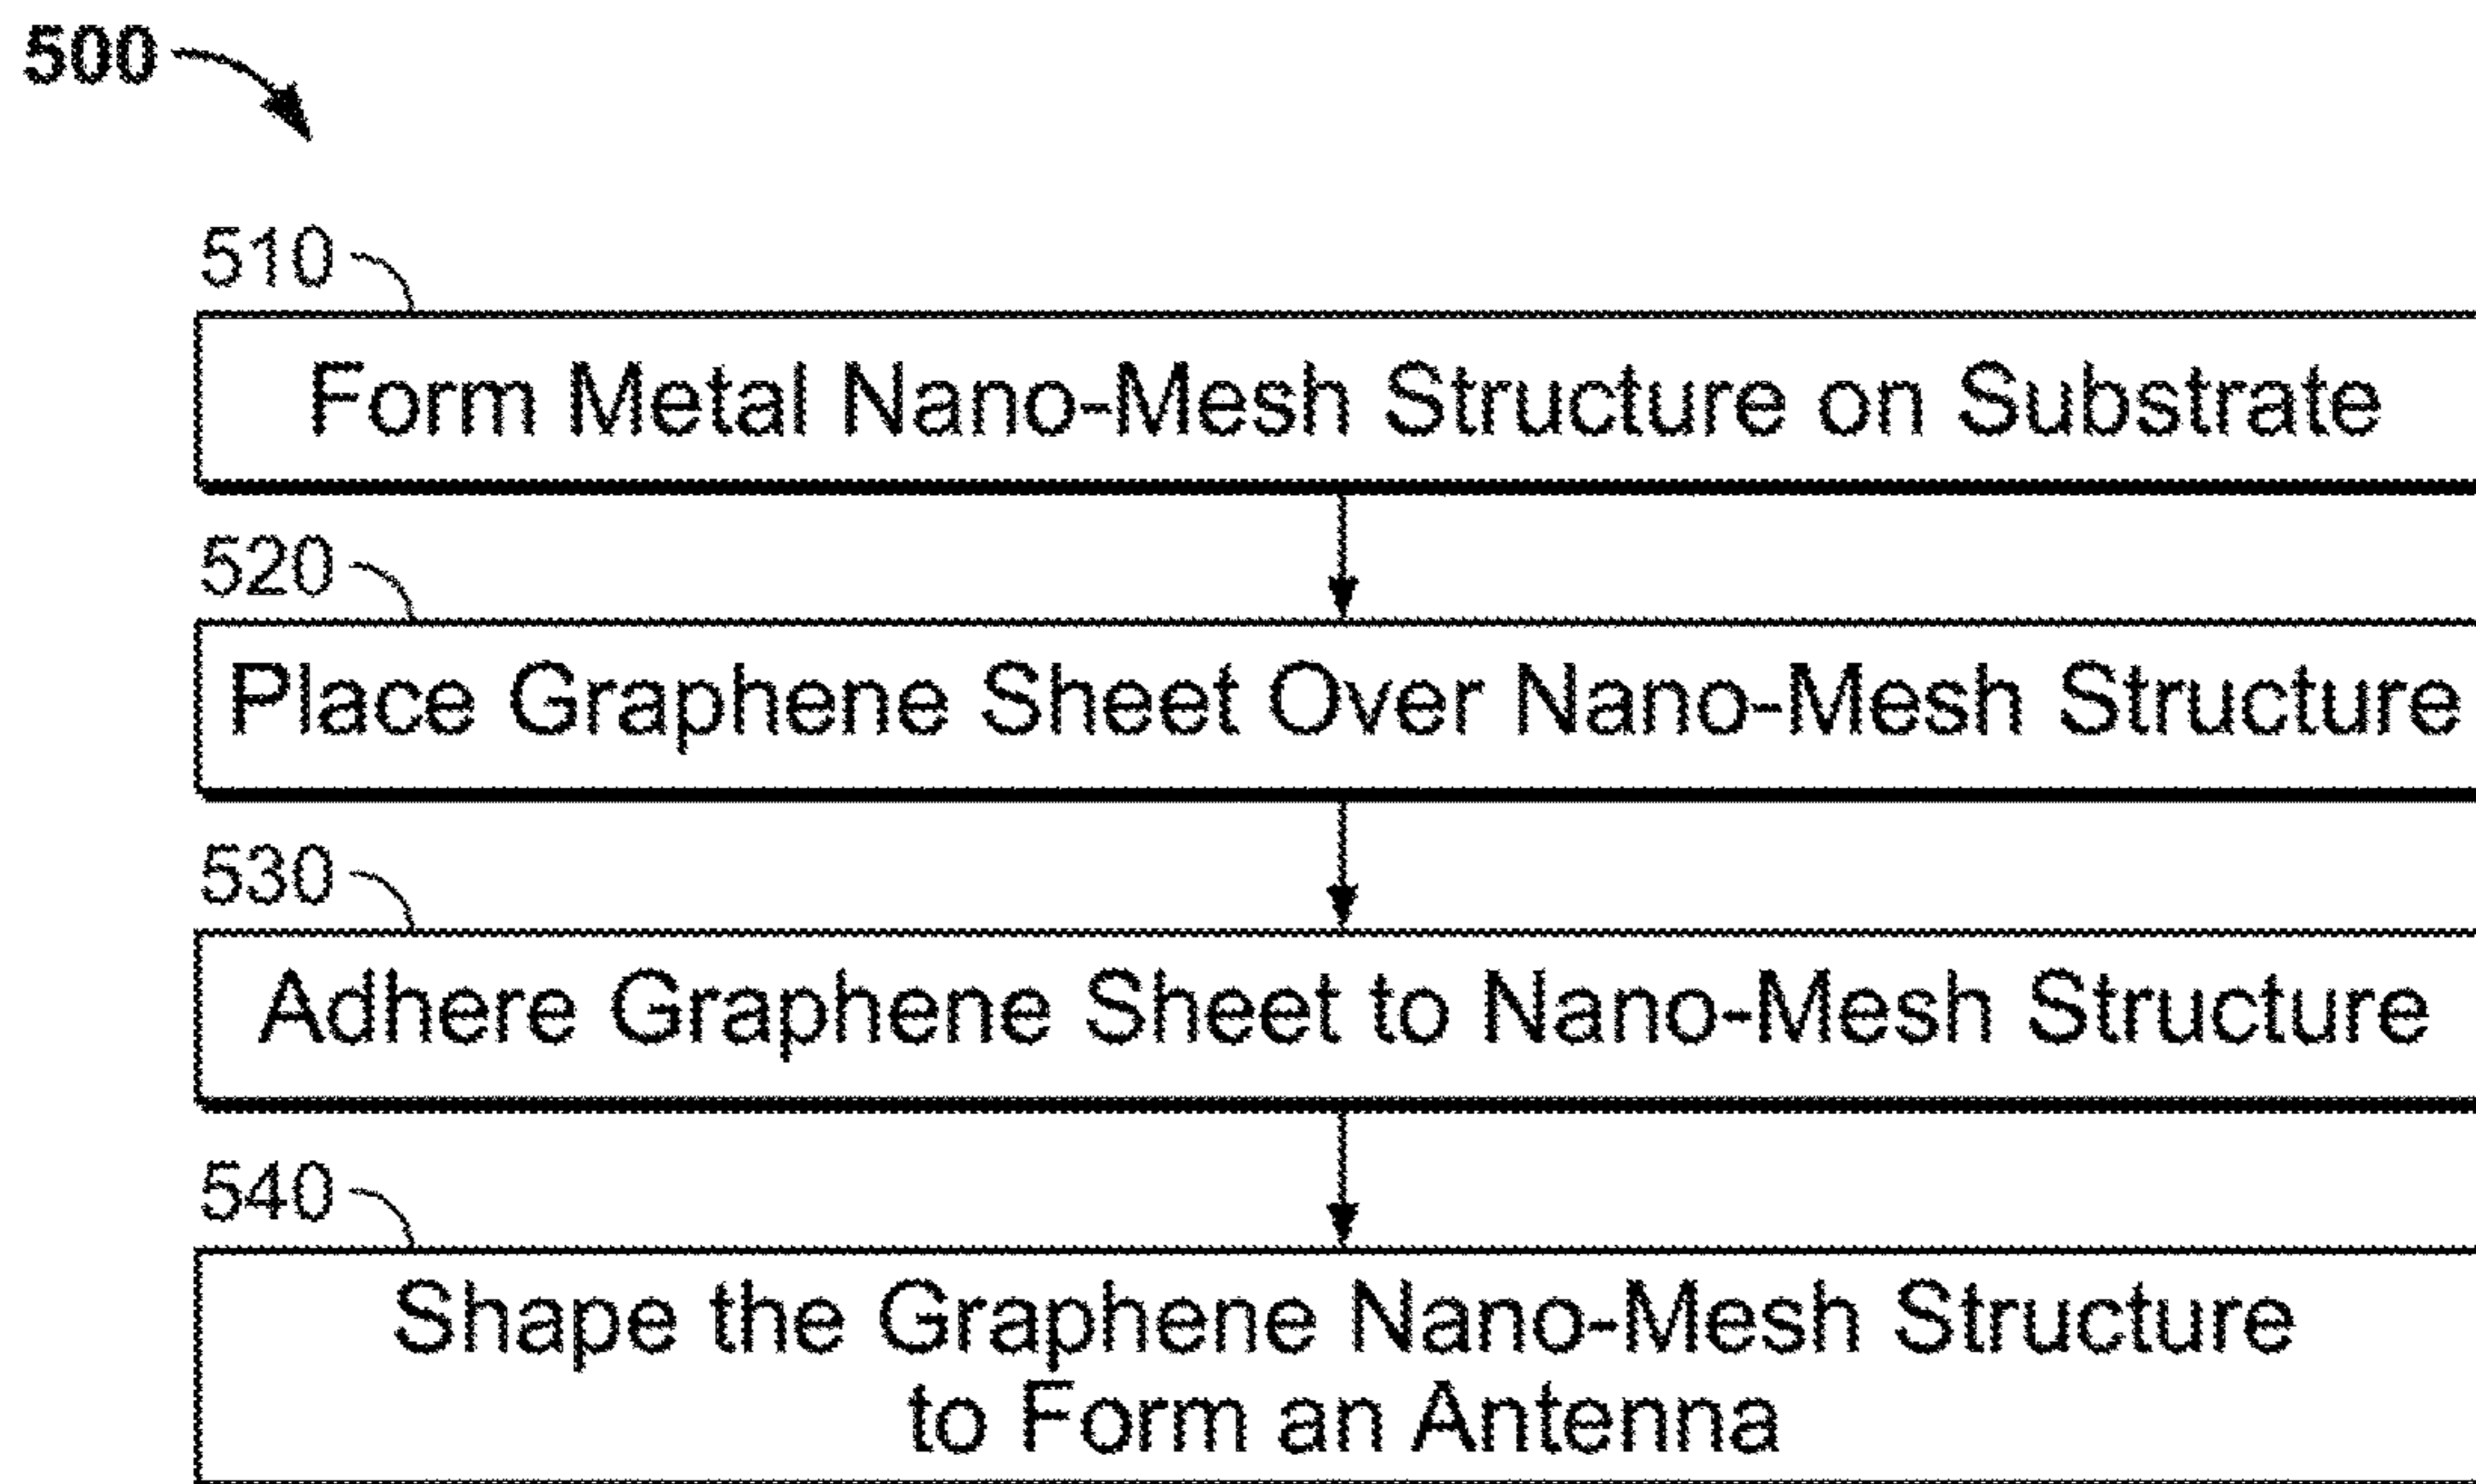 500
510
Form Metal Nano-Mesh Structure on Substrate
520
Place Graphene Sheet Over Nano-Mesh Structure
530
Adhere Graphene Sheet to Nano-Mesh Structure
540
Shape the Graphene Nano-Mesh Structure
to Form an Antenna